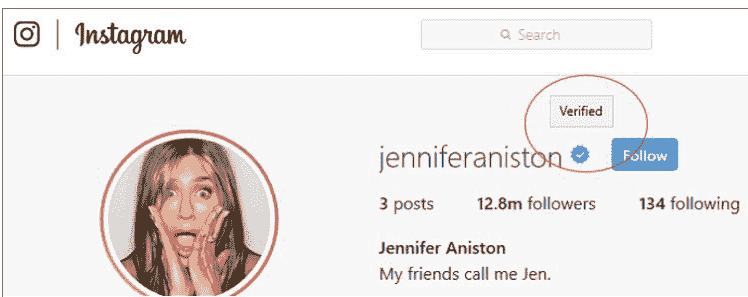 Instagram
Search
Verified
jenniferaniston
Follow
3 posts 12.8m followers 134 following
Jennifer Aniston
My friends call me Jen.